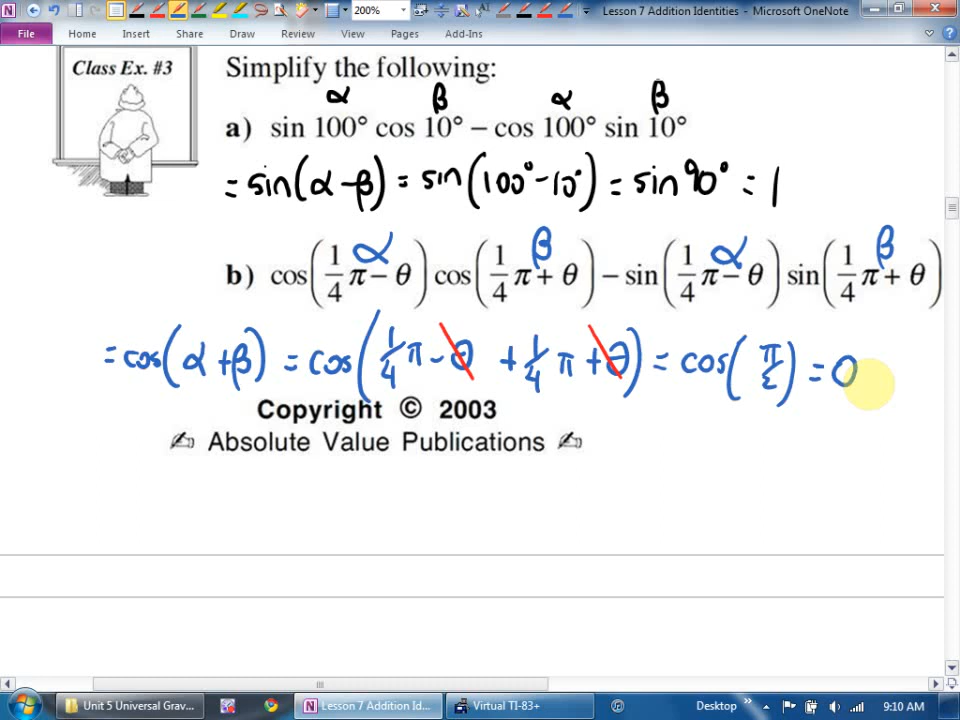 Lesson 7 Addition Identities - Microsoft OneNote
200%
File Home Insert Share Draw Review View Pages Add-Ins
Class Ex. #3
Simplify the following:
α β α β
a) sin 100° cos 10° – cos 100° sin 10°
= sin(α – β) = sin(100° – 10°) = sin 90° = 1
α β α β
b) cos(1/4 π – θ) cos(1/4 π + θ) – sin(1/4 π – θ) sin(1/4 π + θ)
= cos(α + β) = cos(1/4 π – θ + 1/4 π + θ) = cos(π/2) = 0
Copyright © 2003
✍ Absolute Value Publications ✍
Unit 5 Universal Grav... Lesson 7 Addition Id... Virtual TI-83+ Desktop » 9:10 AM